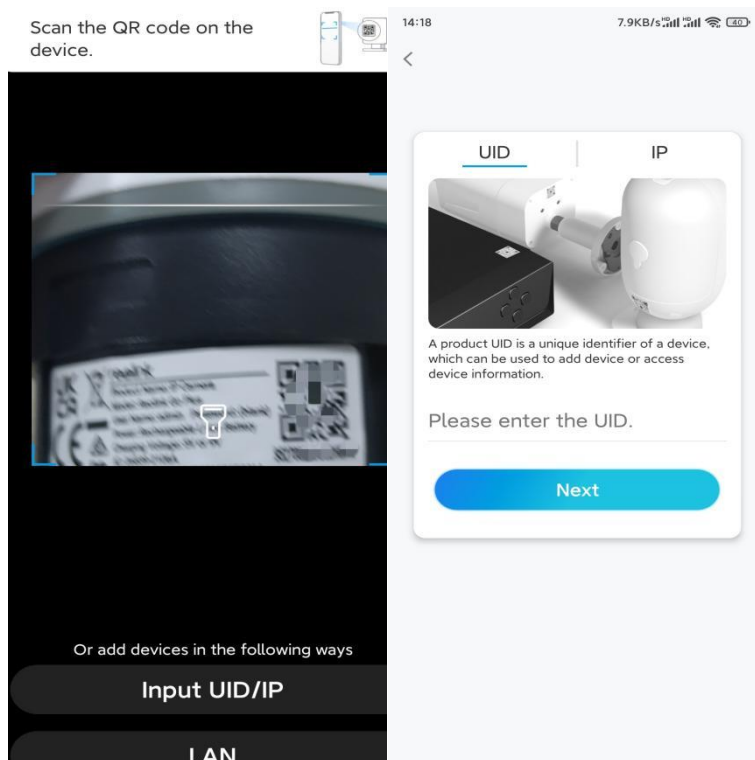 Scan the QR code on the
device.
Or add devices in the following ways
Input UID/IP
LAN
14:18
7.9KB/s
40
UID
IP
A product UID is a unique identifier of a device,
which can be used to add device or access
device information.
Please enter the UID.
Next